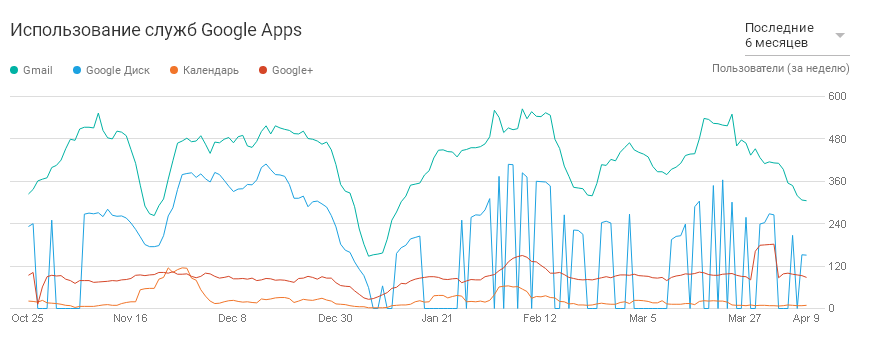 Использование служб Google Apps
Последние
6 месяцев
Gmail Google Диск Календарь Google+
Пользователи (за неделю)
600
480
360
240
120
0
Oct 25 Nov 16 Dec 8 Dec 30 Jan 21 Feb 12 Mar 5 Mar 27 Apr 9